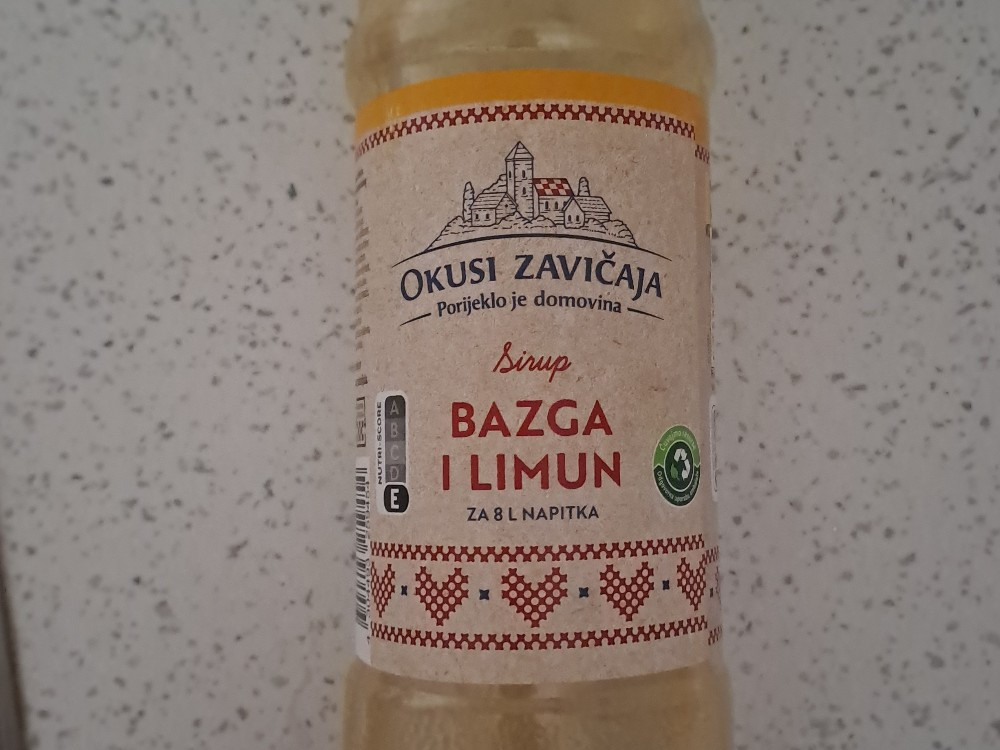 OKUSI ZAVIČAJA
Porijeklo je domovina
Sirup
BAZGA
I LIMUN
ZA 8 L NAPITKA
NUTRI-SCORE
A
B
C
D
E